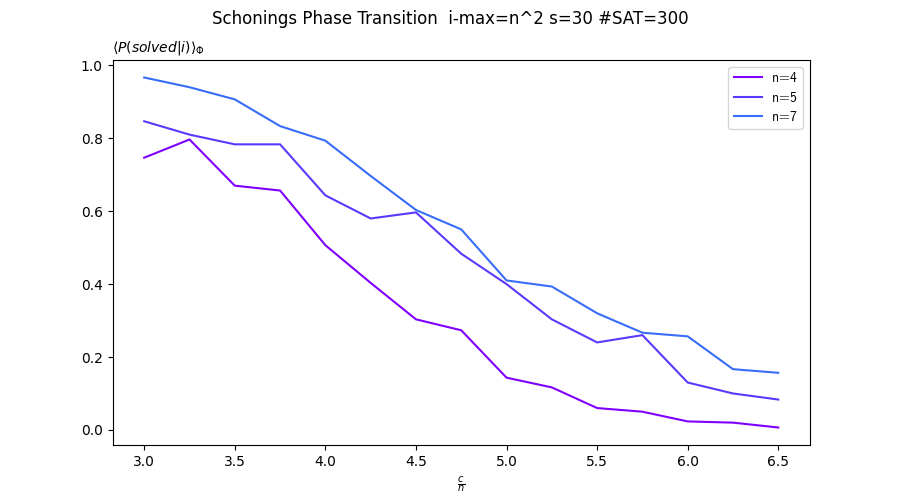 Schonings Phase Transition  i-max=n^2 s=30 #SAT=300
⟨P(solved|i)⟩Φ
1.0
0.8
0.6
0.4
0.2
0.0
n=4
n=5
n=7
3.0 3.5 4.0 4.5 5.0 5.5 6.0 6.5
c/n